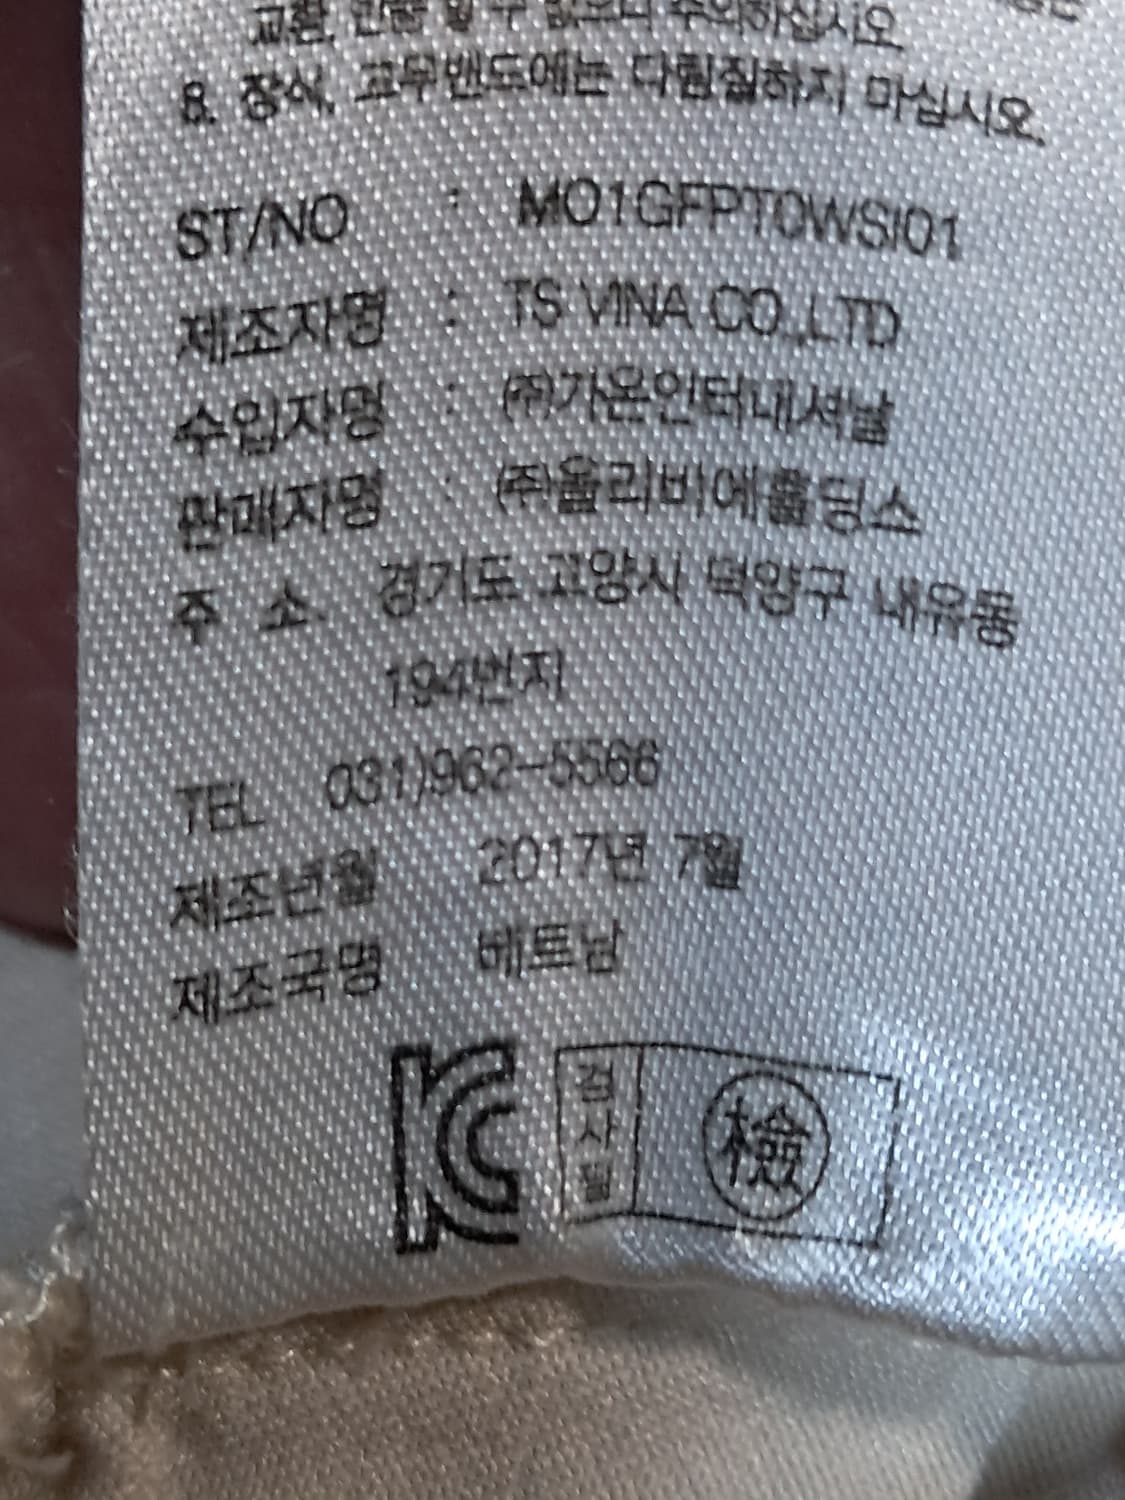 교환, 반품 할 수 없으니 주의하십시오
8. 장식, 고무밴드에는 다림질하지 마십시오.
ST/NO : MO1GFPT0WSI01
제조자명 : TS VINA CO.,LTD
수입자명 : ㈜가온인터내셔날
판매자명 : ㈜올리비에홀딩스
주 소 경기도 고양시 덕양구 내유동
194번지
TEL 031)962-5566
제조년월 2017년 7월
제조국명 베트남
KC
검사필 檢